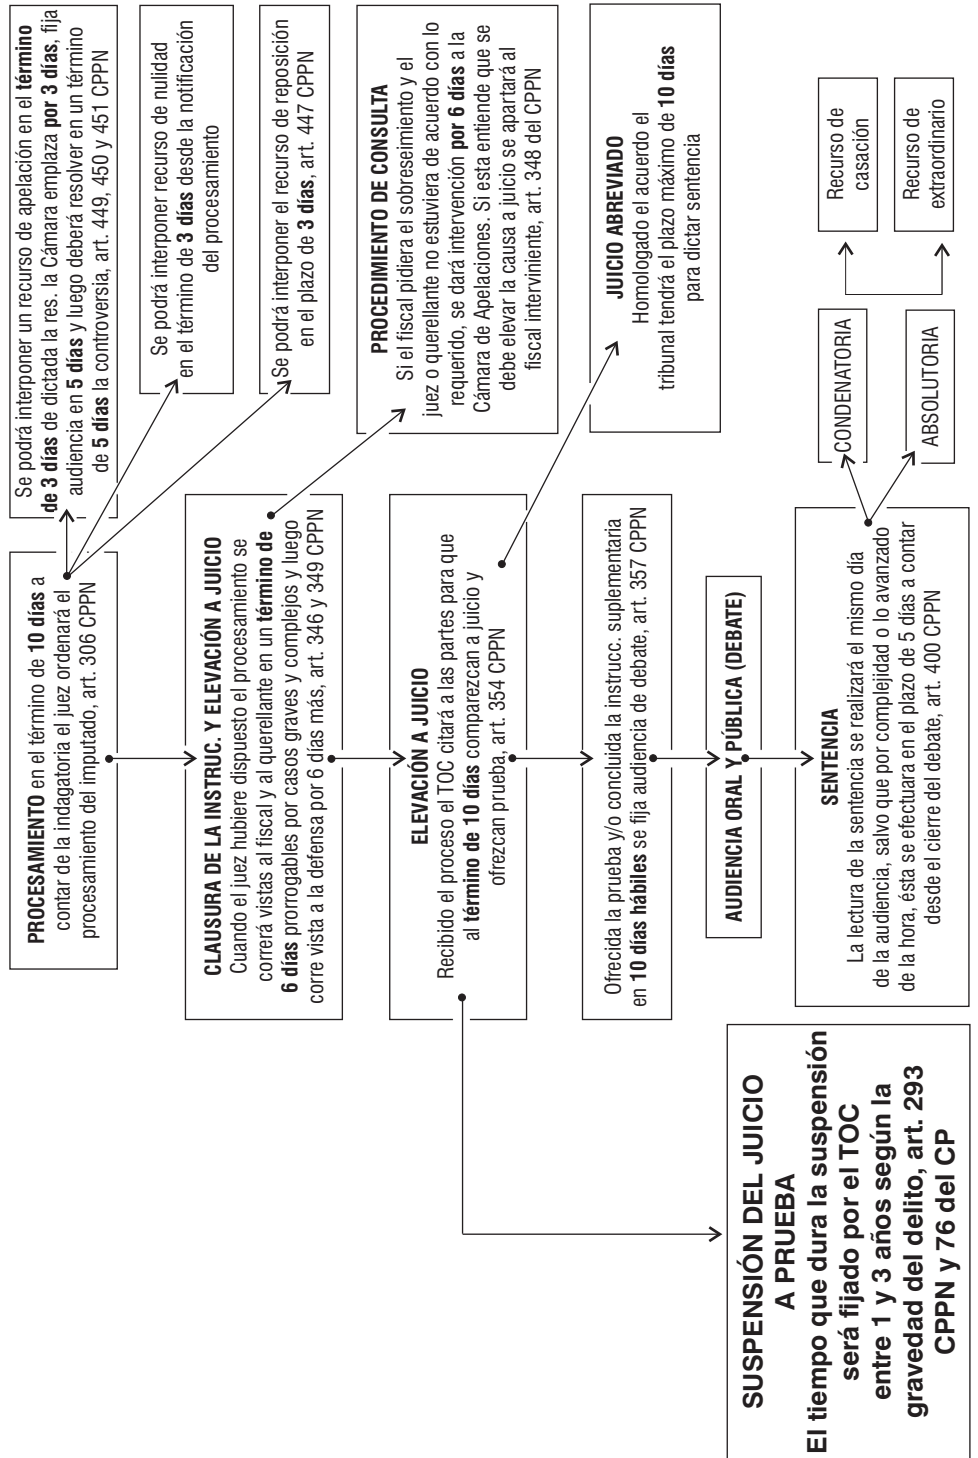 PROCESAMIENTO en el término de 10 días a
contar de la indagatoria el juez ordenará el
procesamiento del imputado, art. 306 CPPN
Se podrá interponer un recurso de apelación en el término
de 3 días de dictada la res. la Cámara emplaza por 3 días, fija
audiencia en 5 días y luego deberá resolver en un término
de 5 días la controversia, art. 449, 450 y 451 CPPN
Se podrá interponer recurso de nulidad
en el término de 3 días desde la notificación
del procesamiento
Se podrá interponer el recurso de reposición
en el plazo de 3 días, art. 447 CPPN
CLAUSURA DE LA INSTRUC. Y ELEVACIÓN A JUICIO
Cuando el juez hubiere dispuesto el procesamiento se
correrá vistas al fiscal y al querellante en un término de
6 días prorrogables por casos graves y complejos y luego
corre vista a la defensa por 6 días más, art. 346 y 349 CPPN
PROCEDIMIENTO DE CONSULTA
Si el fiscal pidiera el sobreseimiento y el
juez o querellante no estuviera de acuerdo con lo
requerido, se dará intervención por 6 días a la
Cámara de Apelaciones. Si esta entiende que se
debe elevar la causa a juicio se apartará al
fiscal interviniente, art. 348 del CPPN
ELEVACIÓN A JUICIO
Recibido el proceso el TOC citará a las partes para que
al término de 10 días comparezcan a juicio y
ofrezcan prueba, art. 354 CPPN
JUICIO ABREVIADO
Homologado el acuerdo el
tribunal tendrá el plazo máximo de 10 días
para dictar sentencia
Ofrecida la prueba y/o concluida la instrucc. suplementaria
en 10 días hábiles se fija audiencia de debate, art. 357 CPPN
AUDIENCIA ORAL Y PÚBLICA (DEBATE)
SUSPENSIÓN DEL JUICIO
A PRUEBA
El tiempo que dura la suspensión
será fijado por el TOC
entre 1 y 3 años según la
gravedad del delito, art. 293
CPPN y 76 del CP
SENTENCIA
La lectura de la sentencia se realizará el mismo día
de la audiencia, salvo que por complejidad o lo avanzado
de la hora, ésta se efectuara en el plazo de 5 días a contar
desde el cierre del debate, art. 400 CPPN
CONDENATORIA
ABSOLUTORIA
Recurso de
casación
Recurso de
extraordinario